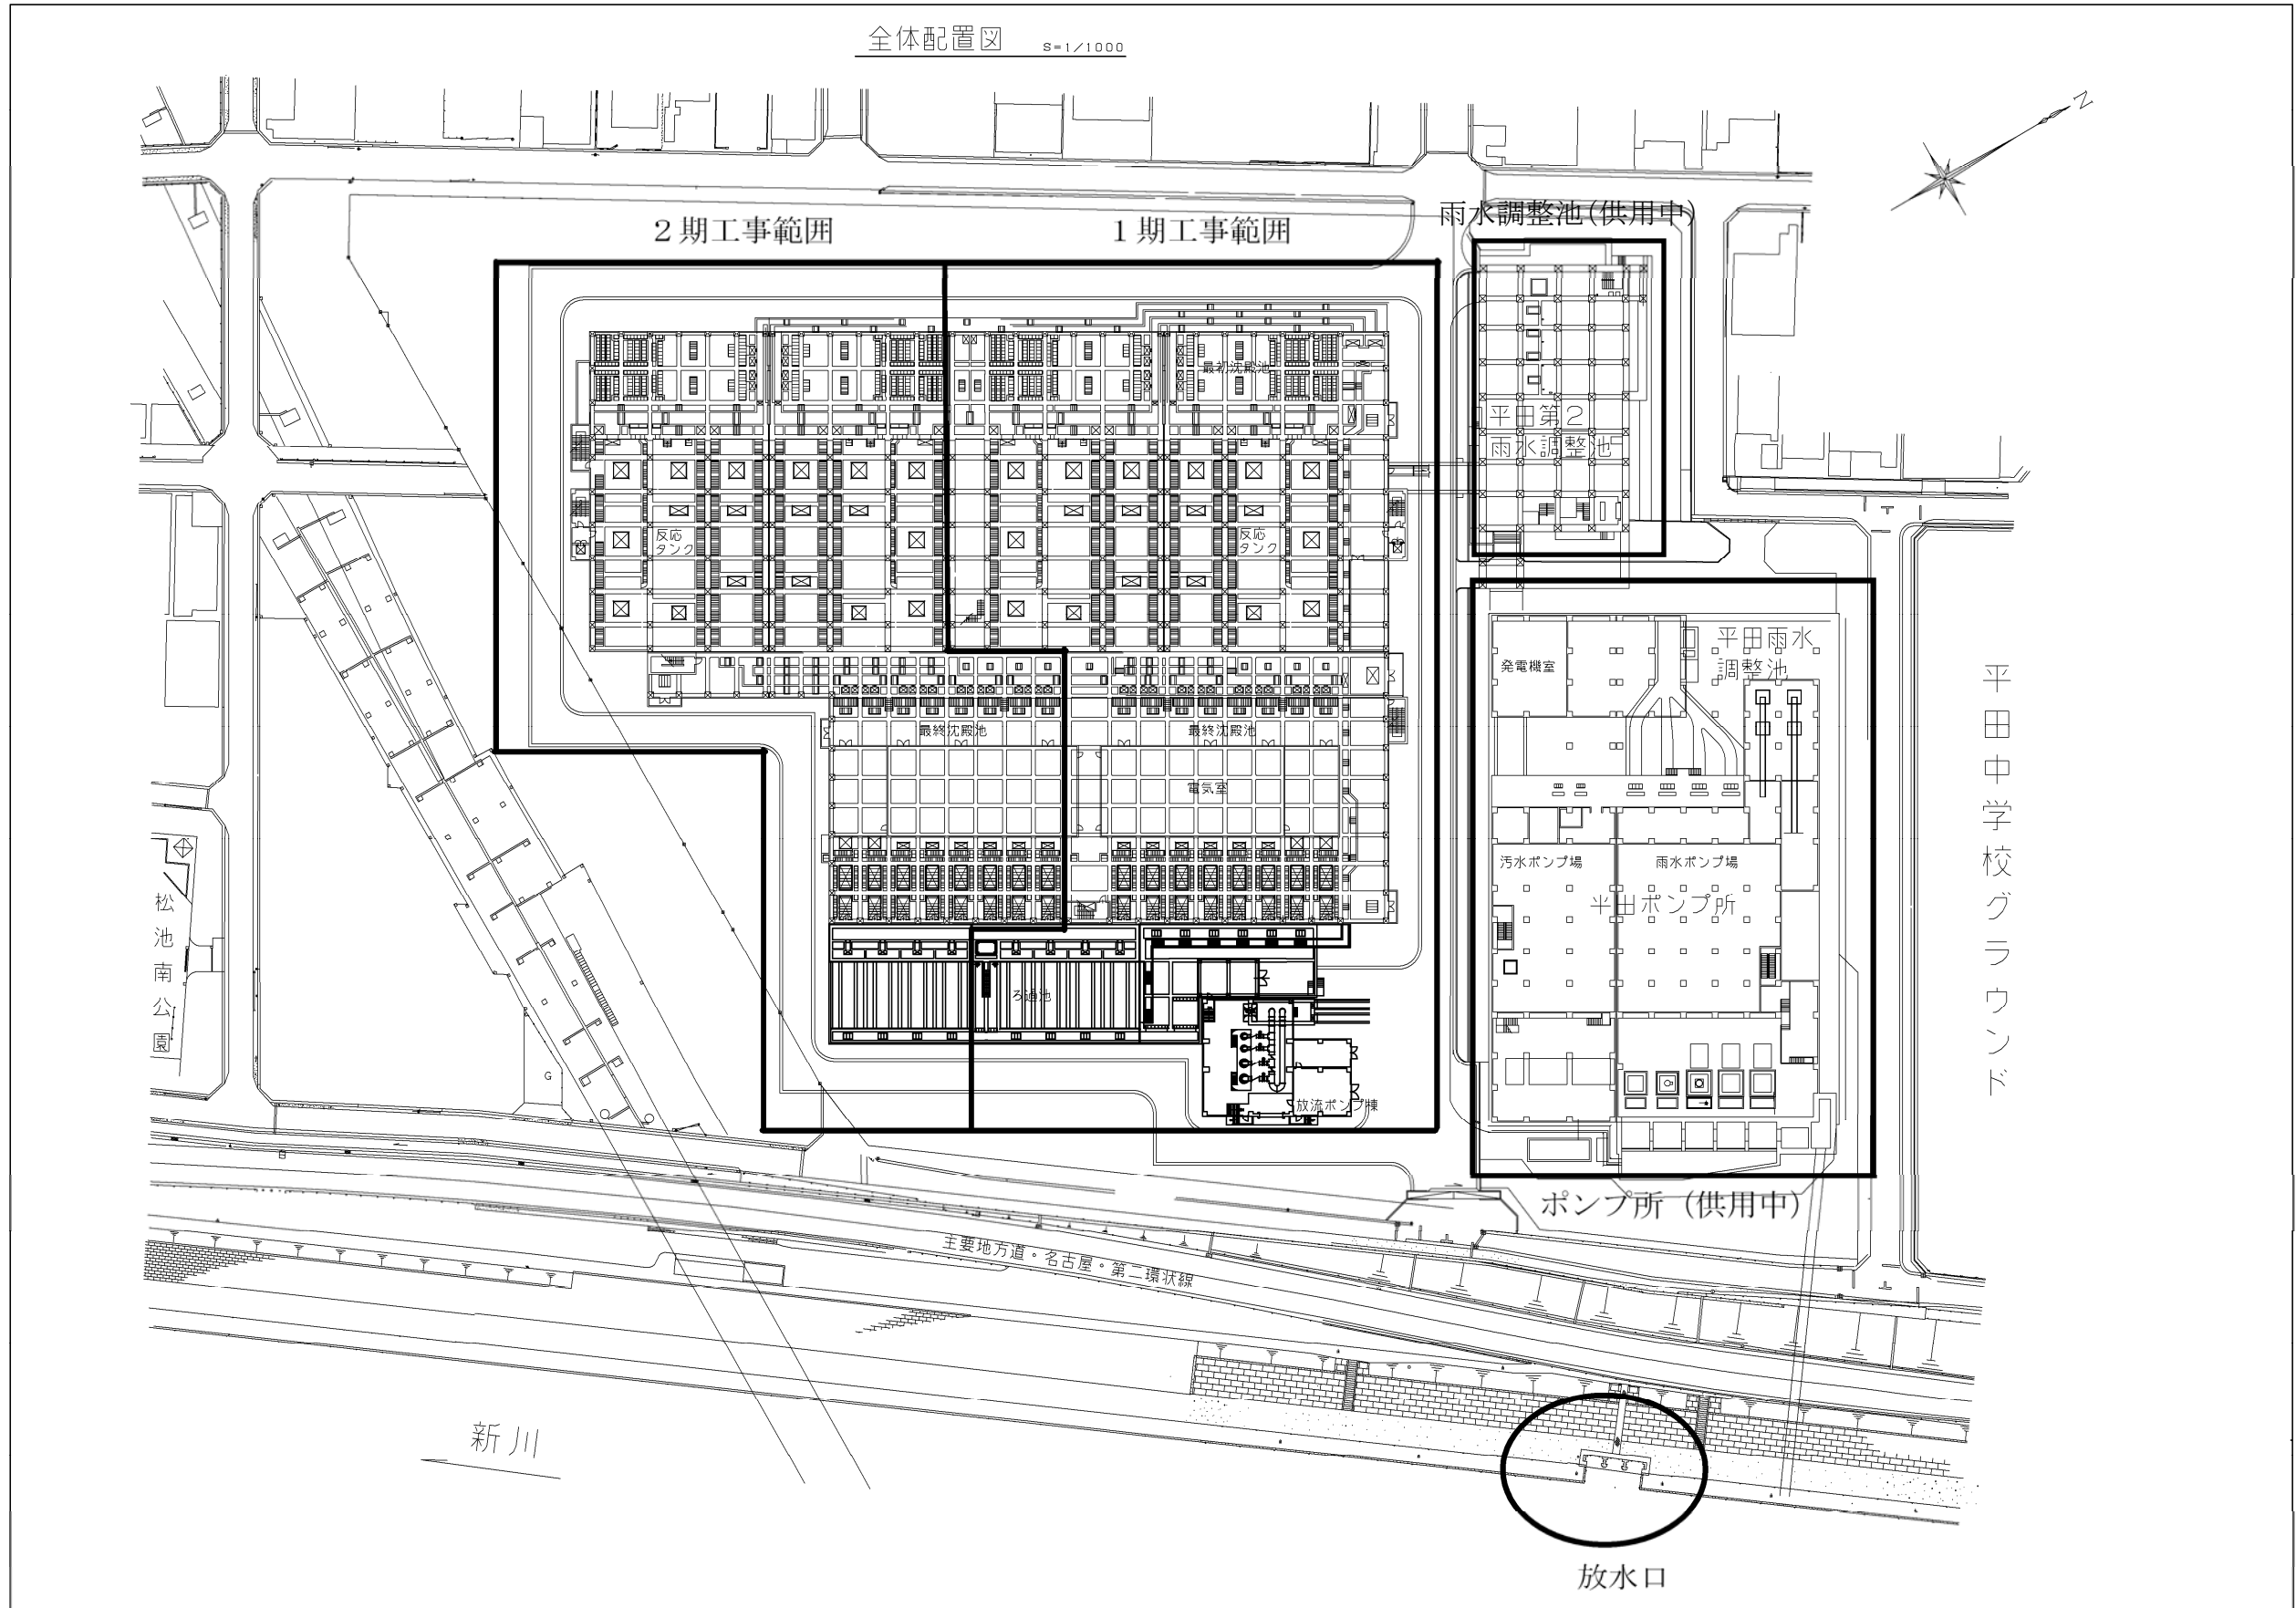 全体配置図 S=1/1000
N
2期工事範囲
1期工事範囲
雨水調整池(供用中)
最初沈殿池
平田第2
雨水調整池
反応
タンク
反応
タンク
発電機室
平田雨水
調整池
平田中学校グラウンド
最終沈殿池
最終沈殿池
電気室
汚水ポンプ場
雨水ポンプ場
平田ポンプ所
松池南公園
ろ過池
G
放流ポンプ棟
ポンプ所(供用中)
主要地方道・名古屋・第二環状線
新川
放水口